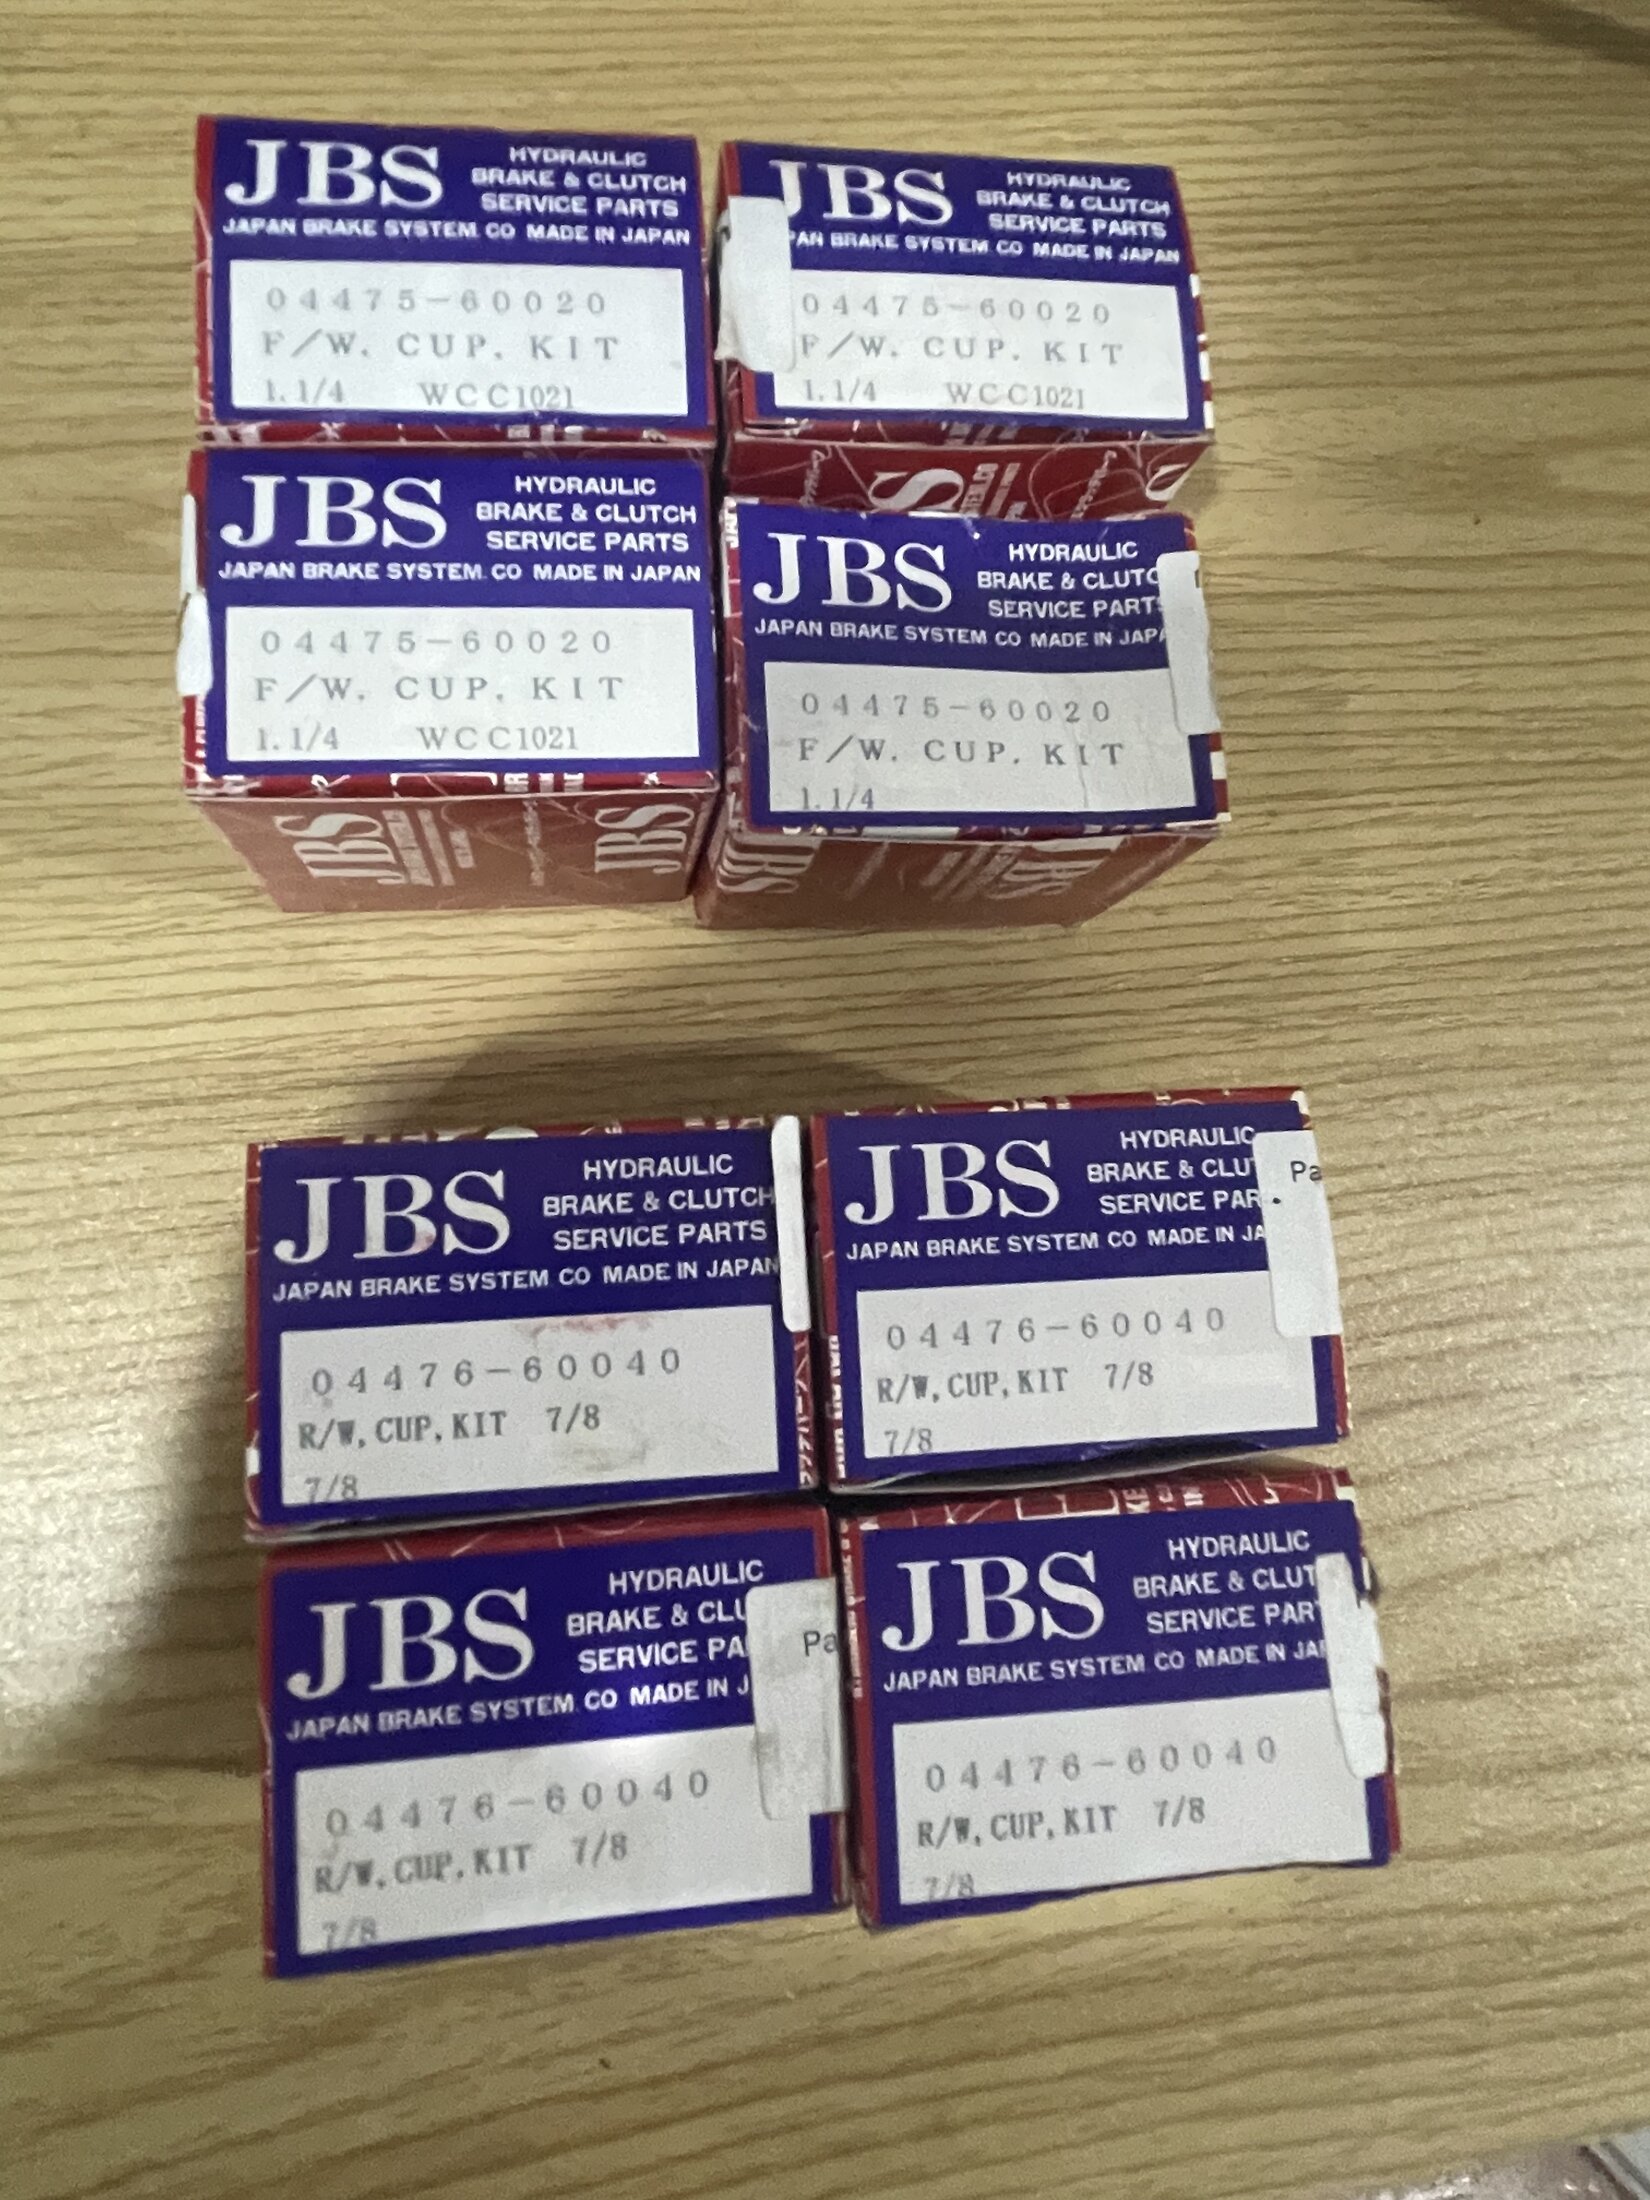 JBS
HYDRAULIC
BRAKE & CLUTCH
SERVICE PARTS
JAPAN BRAKE SYSTEM CO MADE IN JAPAN
04475-60020
F/W. CUP. KIT
1.1/4 WCC1021
JBS
HYDRAULIC
BRAKE & CLUTCH
SERVICE PARTS
PAN BRAKE SYSTEM CO MADE IN JAPAN
04475-60020
F/W. CUP. KIT
1.1/4 WCC1021
JBS
HYDRAULIC
BRAKE & CLUTCH
SERVICE PARTS
JAPAN BRAKE SYSTEM CO MADE IN JAPAN
04475-60020
F/W. CUP. KIT
1.1/4 WCC1021
JBS JBS
JBS
HYDRAULIC
BRAKE & CLUTC
SERVICE PARTS
JAPAN BRAKE SYSTEM CO MADE IN JAPA
04475-60020
F/W. CUP. KIT
1.1/4
JBS
HYDRAULIC
BRAKE & CLUTCH
SERVICE PARTS
JAPAN BRAKE SYSTEM CO MADE IN JAPAN
04476-60040
R/W, CUP, KIT 7/8
7/8
JBS
HYDRAULIC
BRAKE & CLU
SERVICE PAR
JAPAN BRAKE SYSTEM CO MADE IN JA
Pa
04476-60040
R/W, CUP, KIT 7/8
7/8
JBS
HYDRAULIC
BRAKE & CLU
SERVICE PA
JAPAN BRAKE SYSTEM CO MADE IN J
Pa
04476-60040
R/W, CUP, KIT 7/8
7/8
JBS
HYDRAULIC
BRAKE & CLUT
SERVICE PAR
JAPAN BRAKE SYSTEM CO MADE IN JA
04476-60040
R/W, CUP, KIT 7/8
7/8